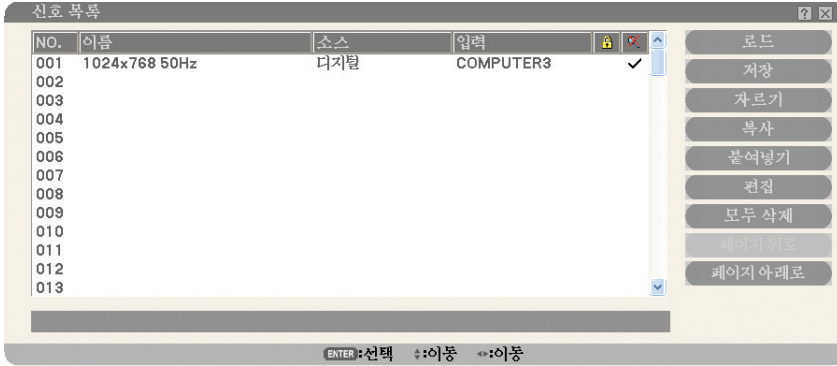 신호 목록
NO. 이름 소스 입력
001 1024x768 50Hz 디지털 COMPUTER3
002
003
004
005
006
007
008
009
010
011
012
013
로드
저장
자르기
복사
붙여넣기
편집
모두 삭제
페이지 위로
페이지 아래로
ENTER :선택 :이동 :이동